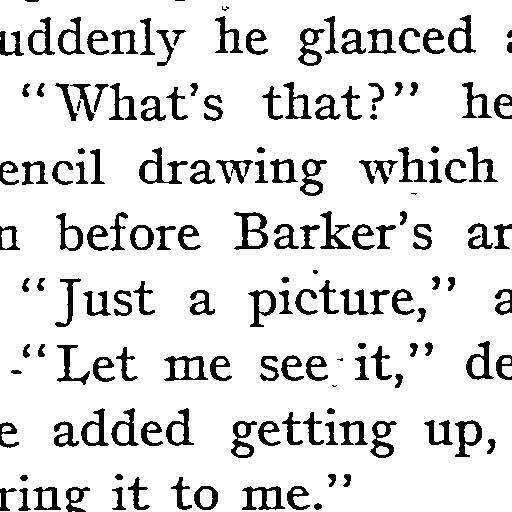 uddenly he glanced
"What's that?" he
encil drawing which
n before Barker's ar
"Just a picture," a
"Let me see it," de
e added getting up,
ring it to me."